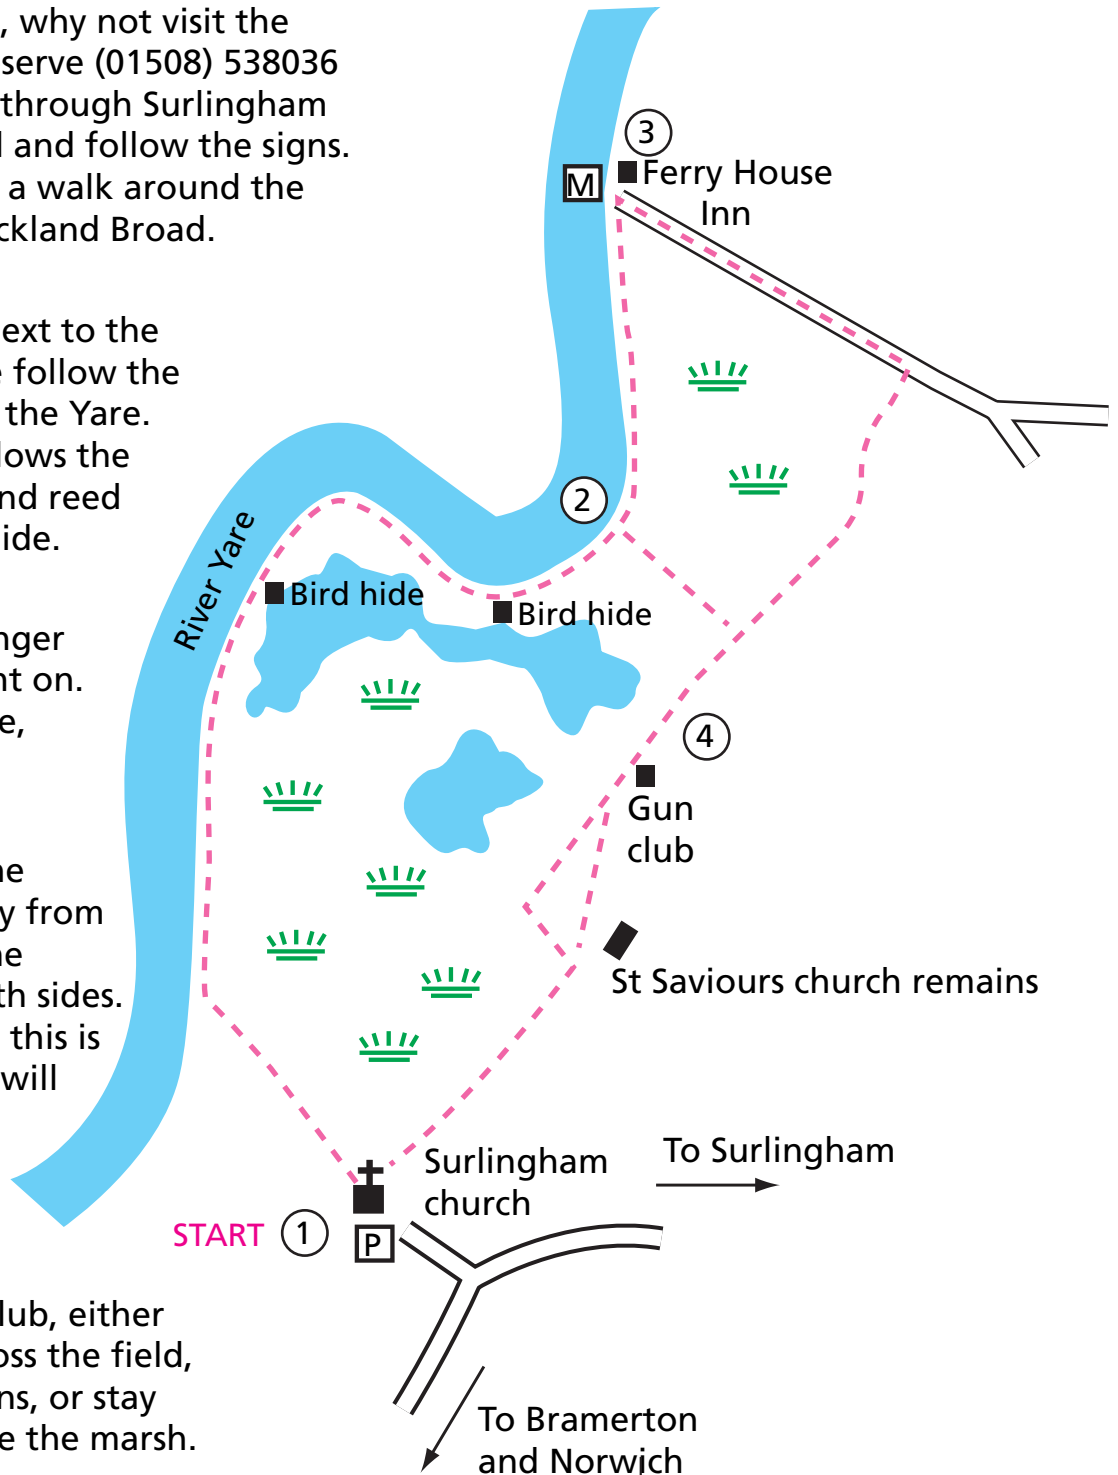 , why not visit the
serve (01508) 538036
through Surlingham
and follow the signs.
a walk around the
ckland Broad.
ext to the
follow the
the Yare.
lows the
nd reed
ide.
nger
nt on.
e,
ne
y from
ne
th sides.
this is
will
lub, either
oss the field,
ns, or stay
e the marsh.
3
M
Ferry House
Inn
2
River Yare
Bird hide
Bird hide
4
Gun
club
St Saviours church remains
Surlingham
church
To Surlingham
START
1
P
To Bramerton
and Norwich